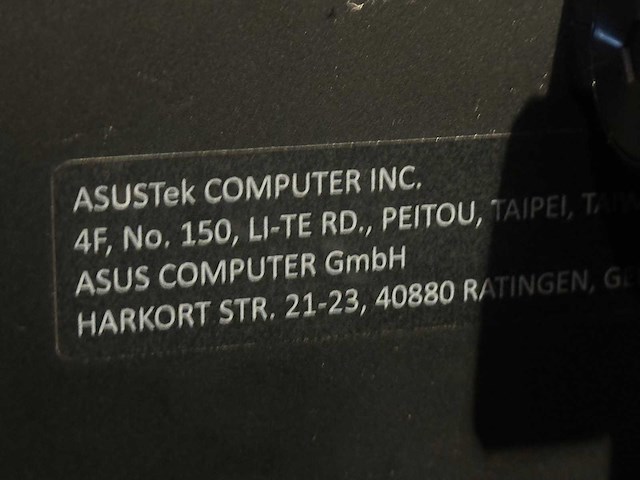 ASUSTek COMPUTER INC.
4F, No. 150, LI-TE RD., PEITOU, TAIPEI,
ASUS COMPUTER GmbH
HARKORT STR. 21-23, 40880 RATINGEN,